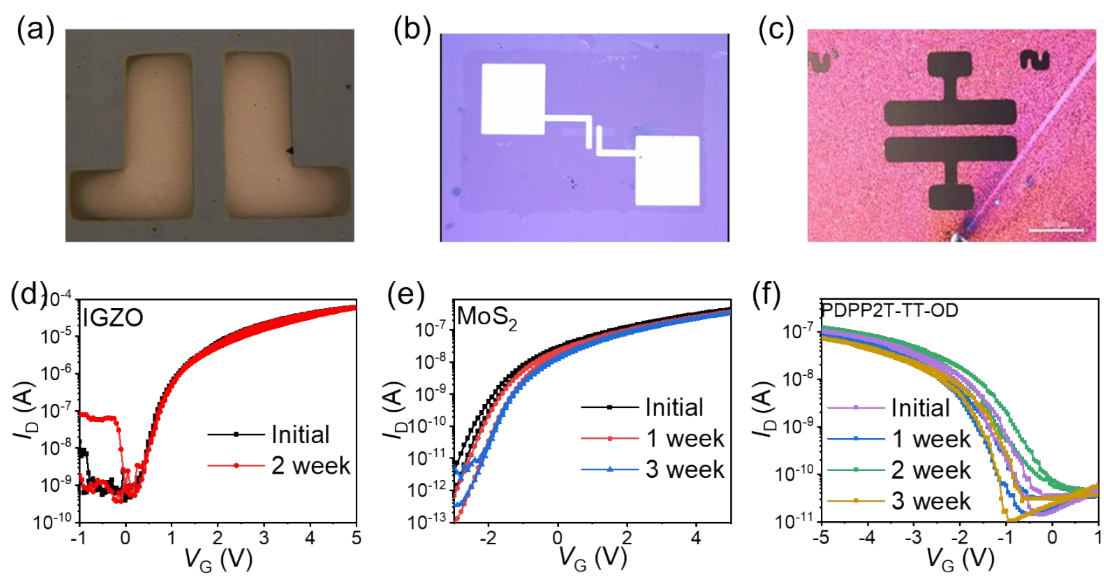 (a)
(b)
(c)
(d)
IGZO
10^-4
10^-5
10^-6
10^-7
10^-8
10^-9
10^-10
I_D (A)
Initial
2 week
-1 0 1 2 3 4 5
V_G (V)
(e)
MoS_2
10^-7
10^-8
10^-9
10^-10
10^-11
10^-12
10^-13
I_D (A)
Initial
1 week
3 week
-2 0 2 4
V_G (V)
(f)
PDPP2T-TT-OD
10^-7
10^-8
10^-9
10^-10
10^-11
I_D (A)
Initial
1 week
2 week
3 week
-5 -4 -3 -2 -1 0 1
V_G (V)